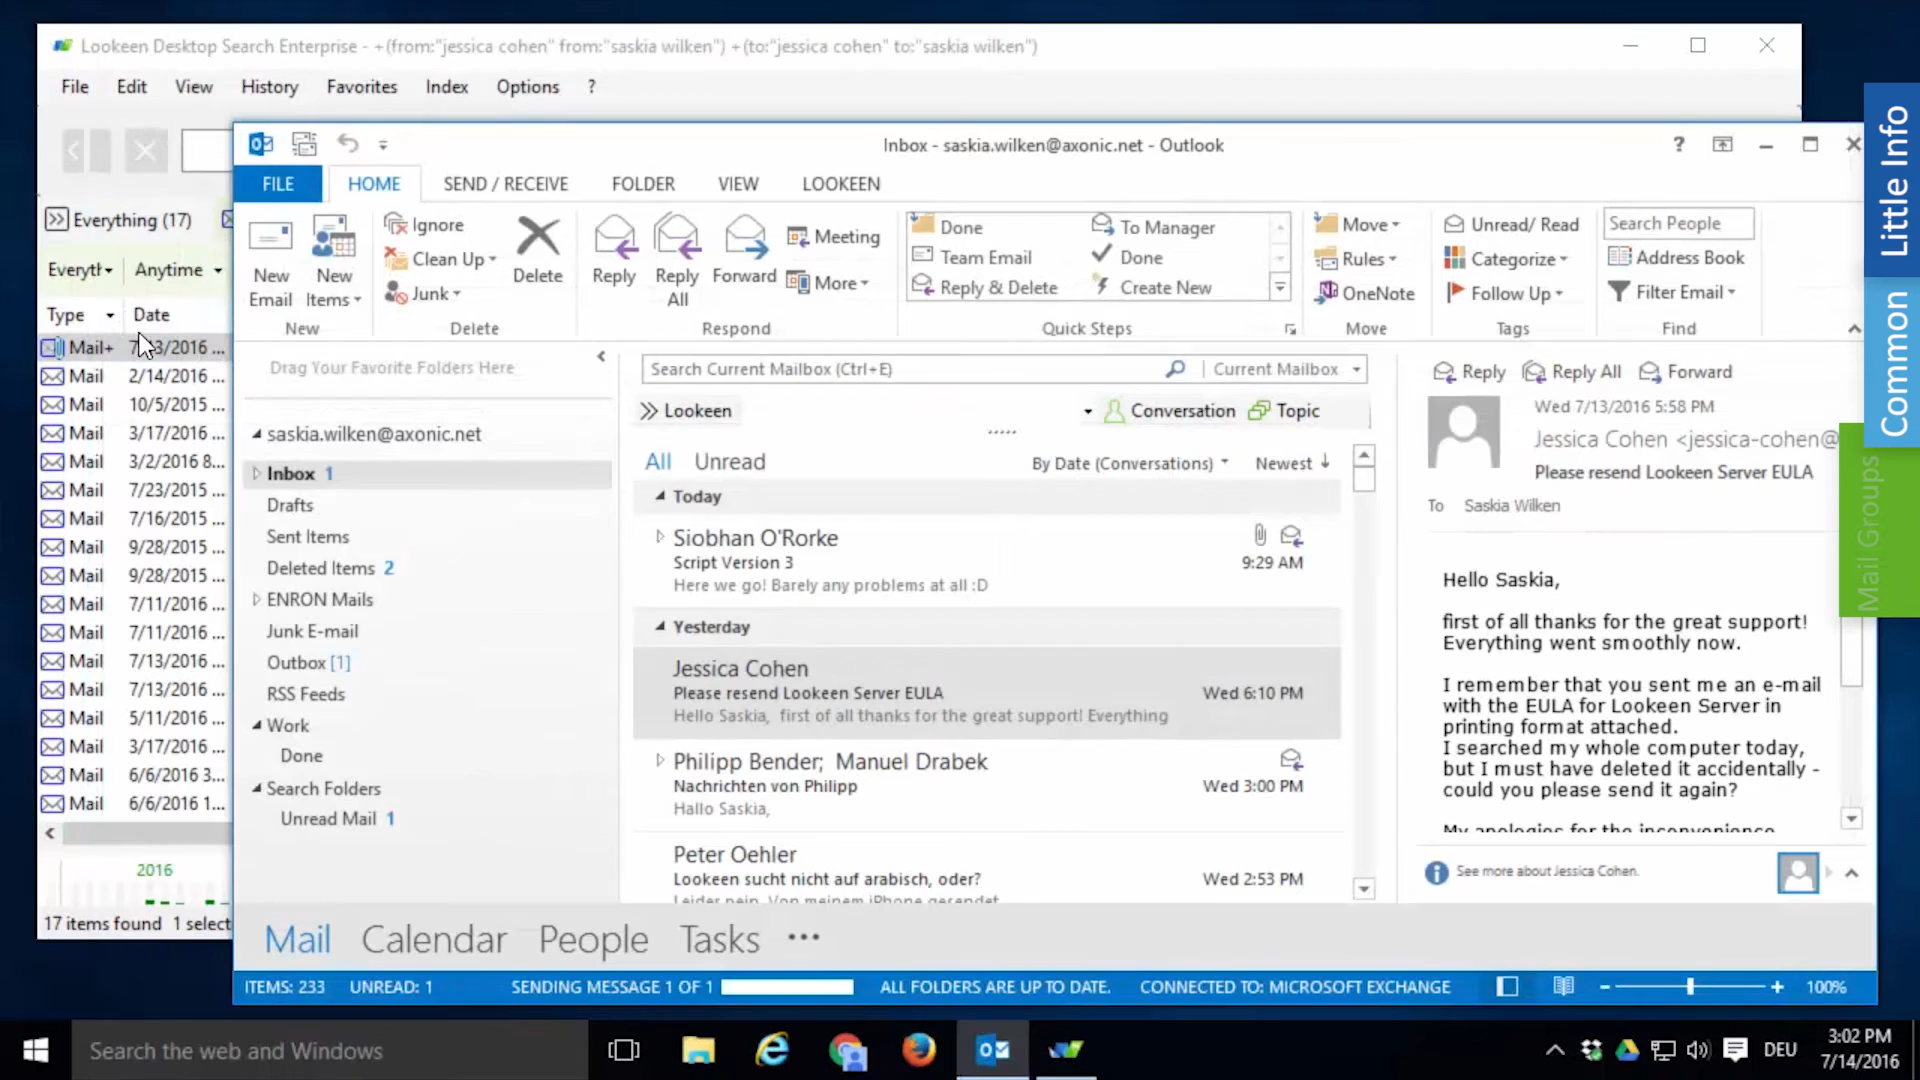 Lookeen Desktop Search Enterprise - +(from:"jessica cohen" from:"saskia wilken") +(to:"jessica cohen" to:"saskia wilken")
File Edit View History Favorites Index Options ?
Inbox - saskia.wilken@axonic.net - Outlook
FILE HOME SEND / RECEIVE FOLDER VIEW LOOKEEN
Everything (17)
Anytime
Type Date
Mail+
Mail 2/14/2016 ...
Mail 10/5/2015 ...
Mail 3/17/2016 ...
Mail 3/2/2016 8...
Mail 7/23/2015 ...
Mail 7/16/2015 ...
Mail 9/28/2015 ...
Mail 9/28/2015 ...
Mail 7/11/2016 ...
Mail 7/11/2016 ...
Mail 7/13/2016 ...
Mail 7/13/2016 ...
Mail 5/11/2016 ...
Mail 3/17/2016 ...
Mail 6/6/2016 3...
Mail 6/6/2016 1...
2016
17 items found 1 select
New Email
New Items
New
Ignore
Clean Up
Junk
Delete
Delete
Reply
Reply All
Forward
Meeting
More
Respond
Done
Team Email
Reply & Delete
To Manager
Done
Create New
Quick Steps
Move
Rules
OneNote
Move
Unread/ Read
Categorize
Follow Up
Tags
Search People
Address Book
Filter Email
Find
Drag Your Favorite Folders Here
saskia.wilken@axonic.net
Inbox 1
Drafts
Sent Items
Deleted Items 2
ENRON Mails
Junk E-mail
Outbox [1]
RSS Feeds
Work
Done
Search Folders
Unread Mail 1
Search Current Mailbox (Ctrl+E) Current Mailbox
Lookeen Conversation Topic
All Unread By Date (Conversations) Newest
Today
Siobhan O'Rorke
Script Version 3 9:29 AM
Here we go! Barely any problems at all :D
Yesterday
Jessica Cohen
Please resend Lookeen Server EULA Wed 6:10 PM
Hello Saskia, first of all thanks for the great support! Everything
Philipp Bender; Manuel Drabek
Nachrichten von Philipp Wed 3:00 PM
Hallo Saskia,
Peter Oehler
Lookeen sucht nicht auf arabisch, oder? Wed 2:53 PM
Leider nein. Von meinem iPhone gesendet
Reply Reply All Forward
Wed 7/13/2016 5:58 PM
Jessica Cohen <jessica-cohen@
Please resend Lookeen Server EULA
To Saskia Wilken
Hello Saskia,
first of all thanks for the great support!
Everything went smoothly now.
I remember that you sent me an e-mail
with the EULA for Lookeen Server in
printing format attached.
I searched my whole computer today,
but I must have deleted it accidentally -
could you please send it again?
My apologies for the inconvenience
See more about Jessica Cohen.
Mail Calendar People Tasks ...
ITEMS: 233 UNREAD: 1 SENDING MESSAGE 1 OF 1 ALL FOLDERS ARE UP TO DATE. CONNECTED TO: MICROSOFT EXCHANGE 100%
Little Info
Common
Mail Groups
Search the web and Windows
DEU
3:02 PM
7/14/2016